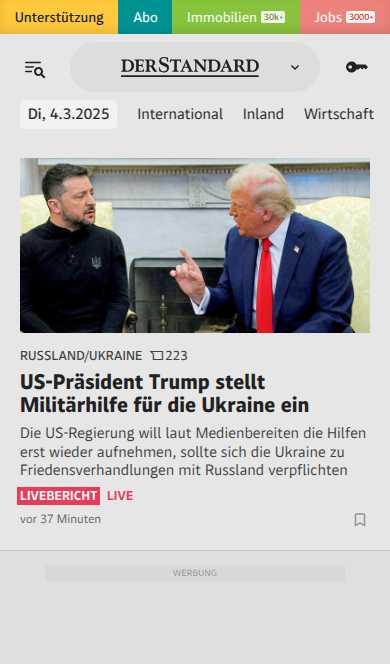 Unterstützung Abo Immobilien 30k+ Jobs 3000+
DERSTANDARD
Di, 4.3.2025 International Inland Wirtschaft
RUSSLAND/UKRAINE 223
US-Präsident Trump stellt
Militärhilfe für die Ukraine ein
Die US-Regierung will laut Medienbereiten die Hilfen
erst wieder aufnehmen, sollte sich die Ukraine zu
Friedensverhandlungen mit Russland verpflichten
LIVEBERICHT LIVE
vor 37 Minuten
WERBUNG